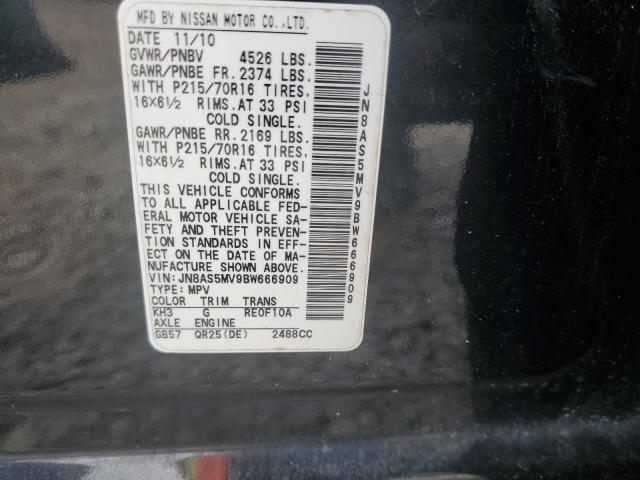 MFD BY NISSAN MOTOR CO.,LTD.
DATE 11/10
GVWR/PNBV 4526 LBS.
GAWR/PNBE FR. 2374 LBS.
WITH P215/70R16 TIRES,
16X6½ RIMS. AT 33 PSI
COLD SINGLE.
GAWR/PNBE RR. 2169 LBS.
WITH P215/70R16 TIRES,
16X6½ RIMS. AT 33 PSI
COLD SINGLE.
THIS VEHICLE CONFORMS
TO ALL APPLICABLE FED-
ERAL MOTOR VEHICLE SA-
FETY AND THEFT PREVEN-
TION STANDARDS IN EFF-
ECT ON THE DATE OF MA-
NUFACTURE SHOWN ABOVE.
VIN: JN8AS5MV9BW666909
TYPE: MPV
COLOR TRIM TRANS
KH3 G RE0F10A
AXLE ENGINE
GB57 QR25(DE) 2488CC
JN8AS5MV9BW666909